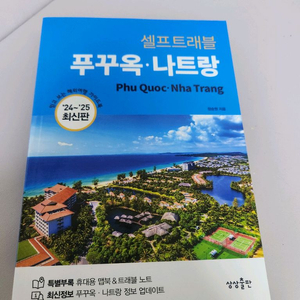 셀프트래블
푸꾸옥·나트랑
Phu Quoc·Nha Trang
'24~'25
최신판
특별부록 휴대용 맵북 & 트래블 노트
최신정보 푸꾸옥·나트랑 정보 업데이트
상상출판